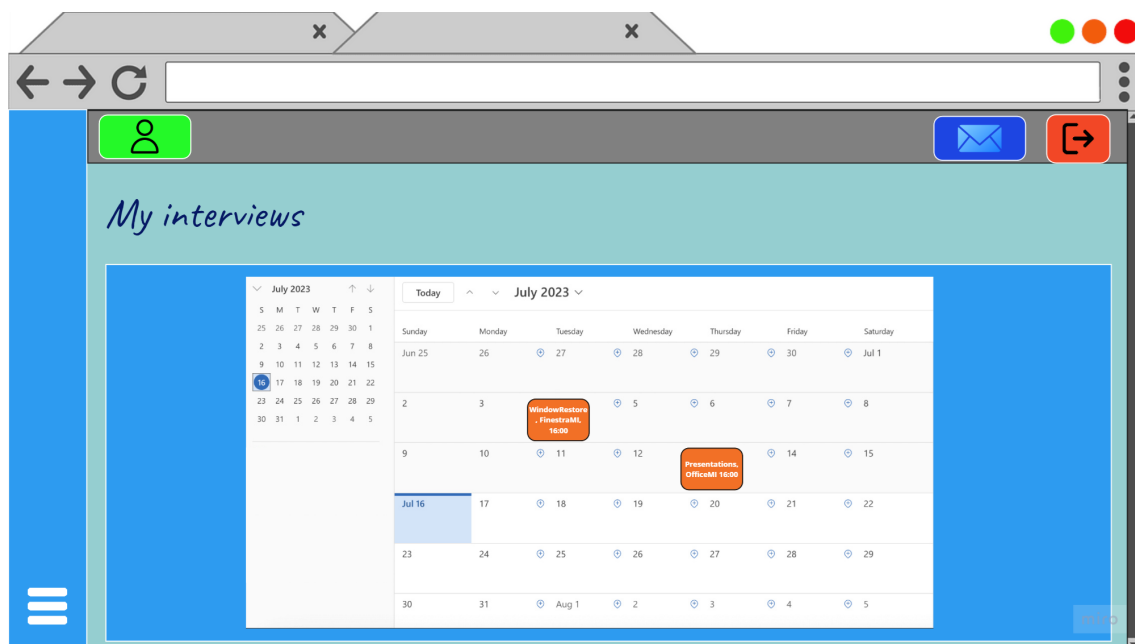 My interviews
July 2023
S M T W T F S
25 26 27 28 29 30 1
2 3 4 5 6 7 8
9 10 11 12 13 14 15
16 17 18 19 20 21 22
23 24 25 26 27 28 29
30 31 1 2 3 4 5
Today July 2023
Sunday Monday Tuesday Wednesday Thursday Friday Saturday
Jun 25 26 27 28 29 30 Jul 1
2 3 5 6 7 8
WindowRestore
, FinestraMI,
16:00
9 10 11 12 14 15
Presentations,
OfficeMI 16:00
Jul 16 17 18 19 20 21 22
23 24 25 26 27 28 29
30 31 Aug 1 2 3 4 5
miro